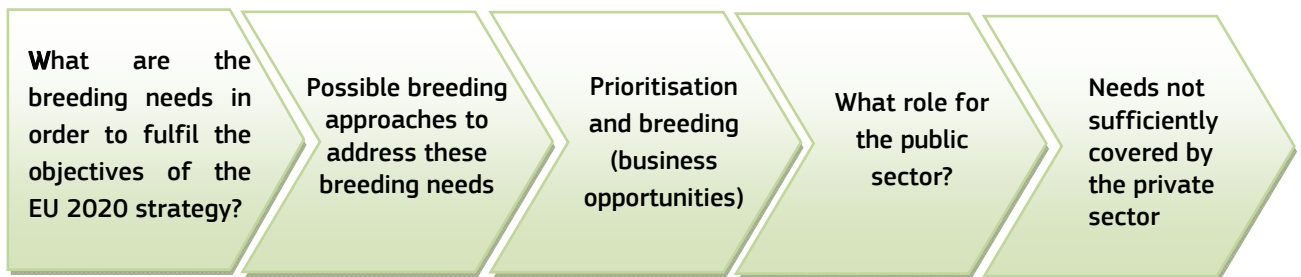 What are the
breeding needs in
order to fulfil the
objectives of the
EU 2020 strategy?
Possible breeding
approaches to
address these
breeding needs
Prioritisation
and breeding
(business
opportunities)
What role for
the public
sector?
Needs not
sufficiently
covered by
the private
sector